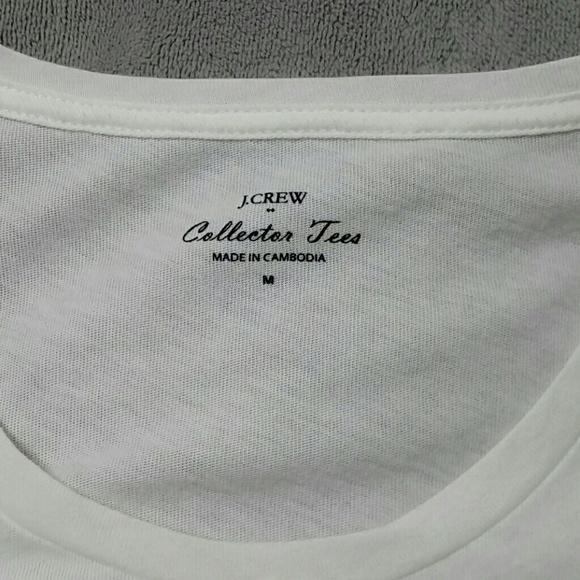 J.CREW
Collector Tees
MADE IN CAMBODIA
M